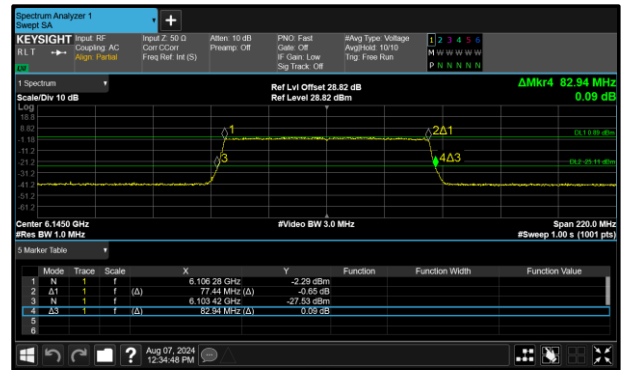 Spectrum Analyzer 1
Swept SA
KEYSIGHT Input: RF Input Z: 50 Ω Atten: 10 dB PNO: Fast #Avg Type: Voltage 1 2 3 4 5 6
RLT Coupling: AC Corr CCorr Preamp: Off Gate: Off Avg|Hold: 10/10 M W W W W W
Align: Partial Freq Ref: Int (S) IF Gain: Low Trig: Free Run
Sig Track: Off P N N N N N
1 Spectrum
Scale/Div 10 dB
Ref Lvl Offset 28.82 dB
Ref Level 28.82 dBm
ΔMkr4 82.94 MHz
0.09 dB
Log
18.8
8.82
-1.18
-11.2
-21.2
-31.2
-41.2
-51.2
-61.2
1
2Δ1
3
4Δ3
Center 6.1450 GHz #Video BW 3.0 MHz Span 220.0 MHz
#Res BW 1.0 MHz #Sweep 1.00 s (1001 pts)
5 Marker Table
Mode Trace Scale X Y Function Function Width Function Value
1 N 1 f 6.106 28 GHz -2.29 dBm
2 Δ1 1 f (Δ) 77.44 MHz (Δ) -0.65 dB
3 N 1 f 6.103 42 GHz -27.53 dBm
4 Δ3 1 f (Δ) 82.94 MHz (Δ) 0.09 dB
5
6
Aug 07, 2024
12:34:48 PM